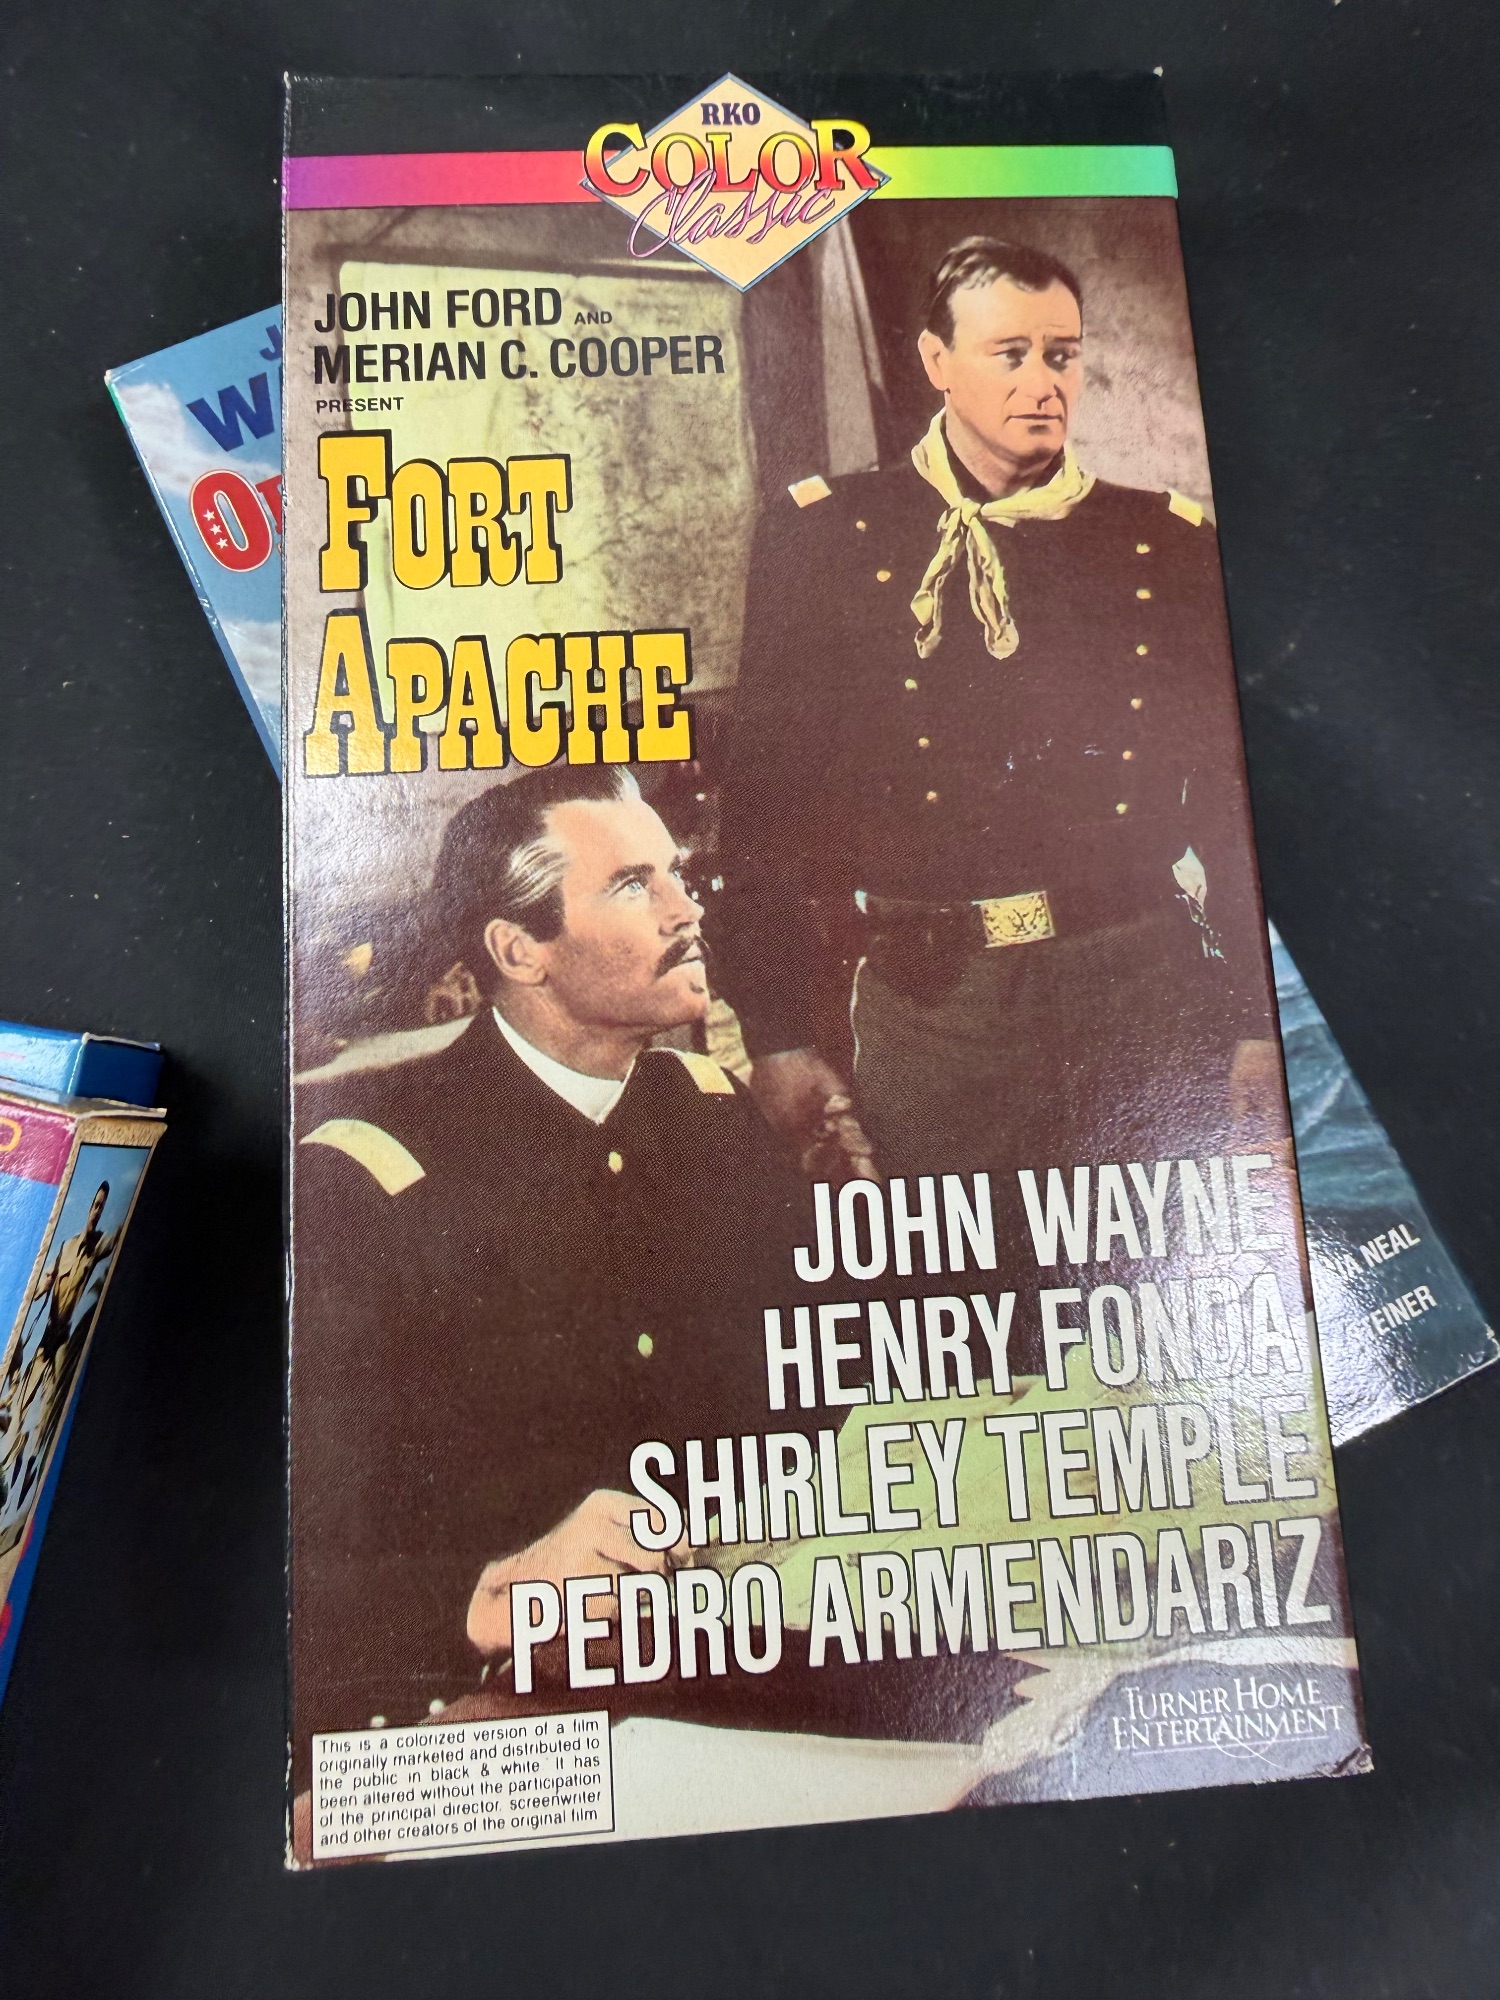 RKO
COLOR
Classic
JOHN FORD AND
MERIAN C. COOPER
PRESENT
FORT
APACHE
JOHN WAYNE
HENRY FONDA
SHIRLEY TEMPLE
PEDRO ARMENDARIZ
TURNER HOME
ENTERTAINMENT
This is a colorized version of a film
originally marketed and distributed to
the public in black & white. It has
been altered without the participation
of the principal director, screenwriter
and other creators of the original film
NEAL